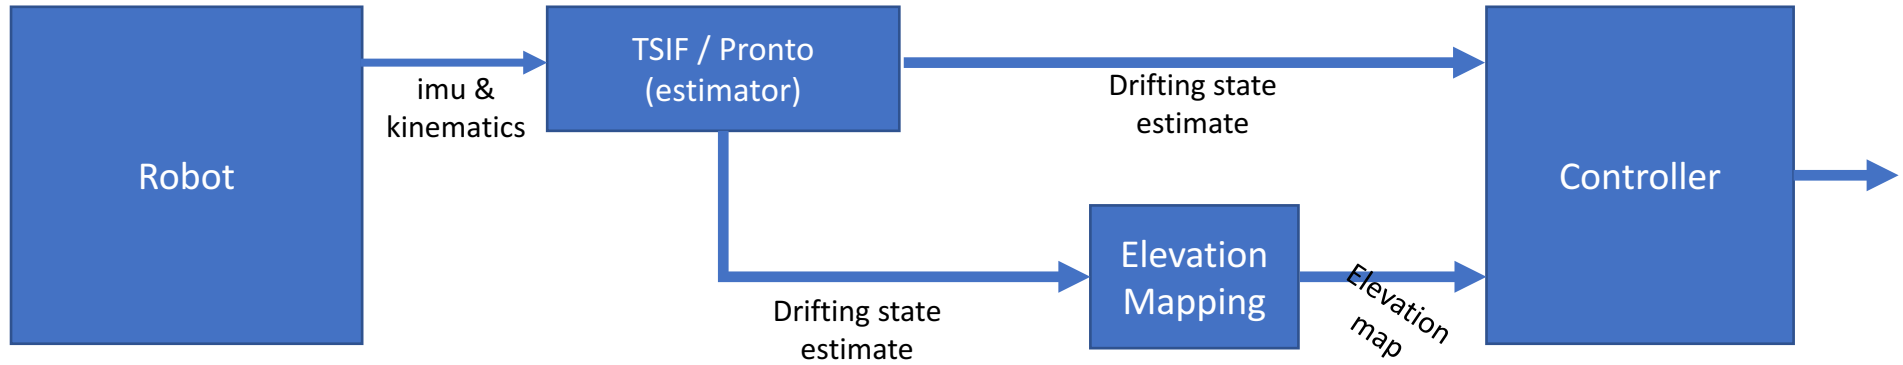 Robot
imu &
kinematics
TSIF / Pronto
(estimator)
Drifting state
estimate
Drifting state
estimate
Elevation
Mapping
Elevation
map
Controller